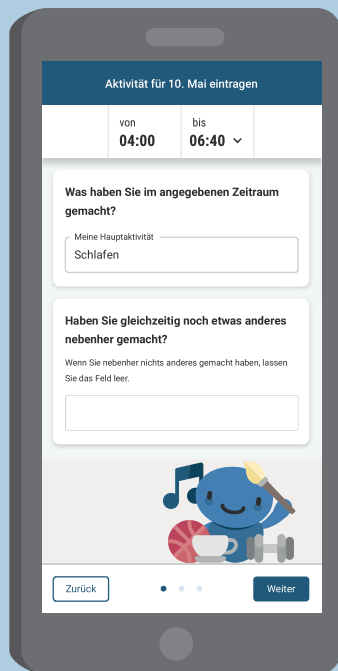 Aktivität für 10. Mai eintragen
von bis
04:00 06:40
Was haben Sie im angegebenen Zeitraum
gemacht?
Meine Hauptaktivität
Schlafen
Haben Sie gleichzeitig noch etwas anderes
nebenher gemacht?
Wenn Sie nebenher nichts anderes gemacht haben, lassen
Sie das Feld leer.
Zurück Weiter